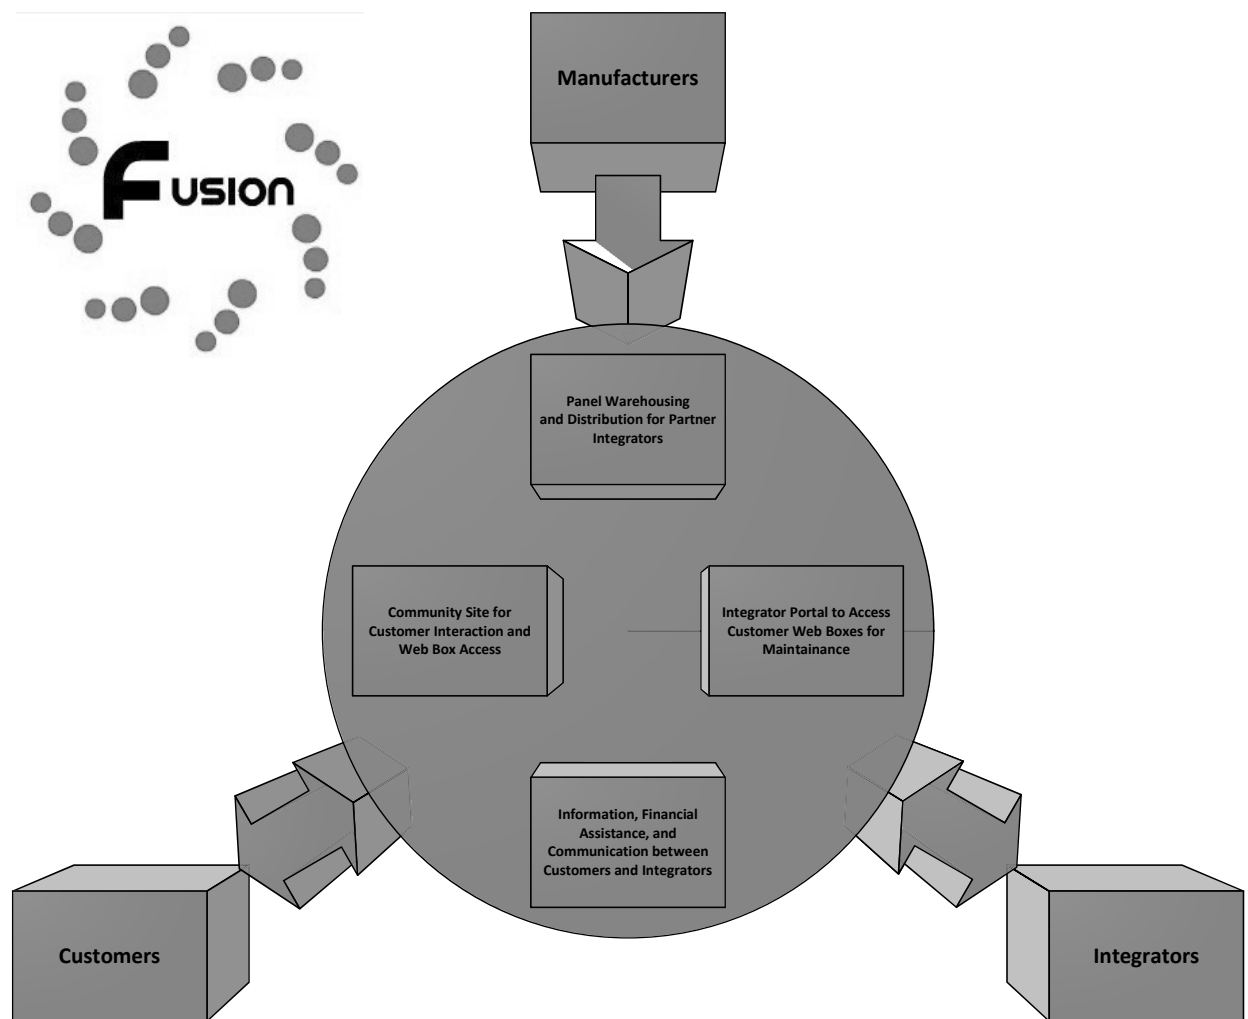 Fusion
Manufacturers
Panel Warehousing
and Distribution for Partner
Integrators
Community Site for
Customer Interaction and
Web Box Access
Integrator Portal to Access
Customer Web Boxes for
Maintainance
Information, Financial
Assistance, and
Communication between
Customers and Integrators
Customers
Integrators